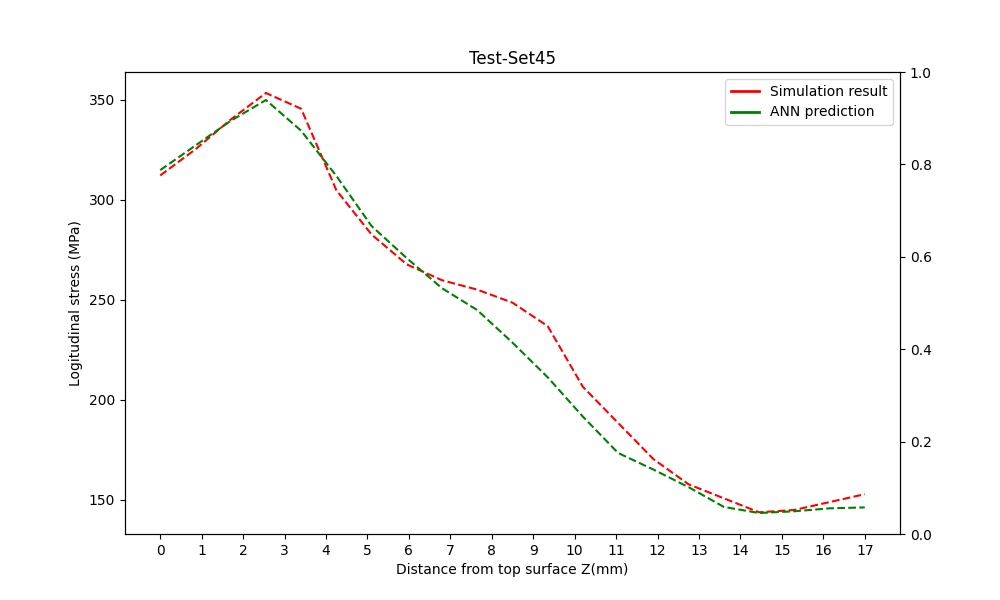 Test-Set45
Simulation result
ANN prediction
Logitudinal stress (MPa)
350
300
250
200
150
1.0
0.8
0.6
0.4
0.2
0.0
0 1 2 3 4 5 6 7 8 9 10 11 12 13 14 15 16 17
Distance from top surface Z(mm)